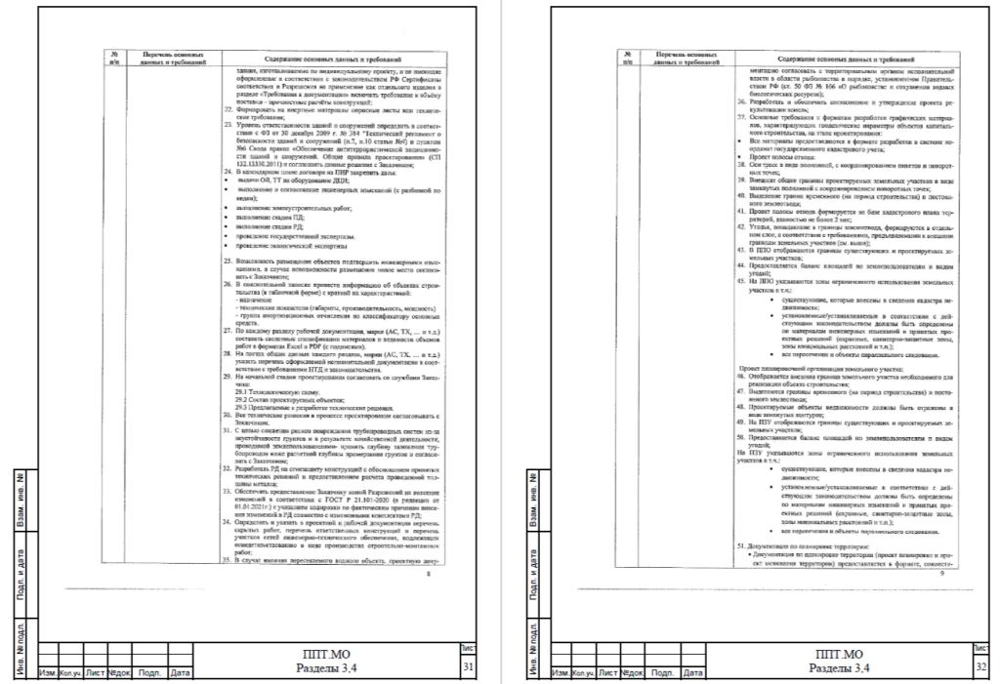 № п/п
Перечень основных данных и требований
Содержание основных данных и требований
здания, изготавливаемые по индивидуальному проекту, и не имеющие
оформленные в соответствии с законодательством РФ Сертификаты
соответствия и Разрешения на применение как отдельного изделия в
разделе «Требования к документации» включить требование к объёму
поставки - прочностные расчёты конструкций;
22. Формировать на инертные материалы опросные листы или технические требования;
23. Уровень ответственности зданий и сооружений определить в соответствии с ФЗ от 30 декабря 2009 г. № 384 "Технический регламент о
безопасности зданий и сооружений (п.7, п.10 статьи №4) и пунктом
№6 Свода правил «Обеспечение антитеррористической защищенности зданий и сооружений. Общие правила проектирования» (СП
132.13330.2011) и согласовать данные решения с Заказчиком;
24. В календарном плане договора на ПИР закрепить даты:
• выдачи ОЛ, ТТ на оборудование ДЦИ;
• выполнения и согласования инженерных изысканий (с разбивкой по
видам);
• выполнение землеустроительных работ;
• выполнение стадии ПД;
• выполнение стадии РД;
• проведение государственной экспертизы.
• проведение экологической экспертизы
25. Возможность размещения объектов подтвердить инженерными изысканиями, в случае невозможности размещения новое место согласовать с Заказчиком;
26. В пояснительной записке привести информацию об объектах строительства (в табличной форме) с краткой их характеристикой:
- назначение
- технические показатели (габариты, производительность, мощность)
- группа амортизационных отчисления по классификатору основных
средств.
27. По каждому разделу рабочей документации, марки (АС, ТХ, ... и т.д.)
составить сводные спецификации материалов и ведомости объемов
работ в форматах Excel и PDF (с подписями).
28. На листах общих данных каждого раздела, марки (АС, ТХ, ... и т.д.)
указать перечень оформляемой исполнительной документации в соответствии с требованиями НТД и законодательства.
29. На начальной стадии проектирования согласовать со службами Заказчика:
29.1 Технологическую схему.
29.2 Состав проектируемых объектов;
29.3 Предлагаемые к разработке технические решения.
30. Все технические решения в процессе проектирования согласовывать с
Заказчиком.
31. С целью снижения рисков повреждения трубопроводных систем из-за
неустойчивости грунтов и в результате хозяйственной деятельности,
проводимой землепользователями- принять глубину заложения трубопроводов ниже расчетной глубины промерзания грунтов и согласовать с Заказчиком;
32. Разработать РД на огнезащиту конструкций с обоснованием принятых
технических решений и предоставлением расчета приведенной толщины металла;
33. Обеспечить предоставление Заказчику копий Разрешений на внесение
изменений в соответствии с ГОСТ Р 21.101-2020 (в редакции от
01.01.2021г.) с указанием кодировки по фактическим причинам внесения изменений в РД совместно с измененными комплектами РД;
34. Определить и указать в проектной и рабочей документации перечень
скрытых работ, перечень ответственных конструкций и перечень
участков сетей инженерно-технического обеспечения, подлежащих
освидетельствованию в ходе производства строительно-монтажных
работ;
35. В случае наличия пересекаемого водного объекта, проектную доку-
8
Взам. инв. №
Подп. и дата
Инв. № подл.
Изм. Кол.уч. Лист №док. Подп. Дата
ППТ.МО
Разделы 3,4
Лист
31
№ п/п
Перечень основных данных и требований
Содержание основных данных и требований
ментацию согласовать с территориальным органом исполнительной
власти в области рыболовства в порядке, установленном Правительством РФ (ст. 50 ФЗ № 166 «О рыболовстве и сохранении водных
биологических ресурсов);
36. Разработать и обеспечить согласование и утверждение проекта рекультивации земель;
37. Основные требования к форматам разработки графических материалов, характеризующих геодезические параметры объектов капитального строительства, на этапе проектирования:
• Все материалы предоставляются в формате разработки в системе координат государственного кадастрового учета;
• Проект полосы отвода:
38. Оси трасс в виде полилиний, с координированием пикетов и поворотных точек;
39. Внешние общие границы проектируемых земельных участков в виде
замкнутых полилиний с координированием поворотных точек;
40. Выделение границ временного (на период строительства) и постоянного землеотвода;
41. Проект полосы отвода формируется на базе кадастрового плана территорий, давностью не более 2 мес;
42. Угодья, попадающие в границы землеотвода, формируются в отдельном слое, в соответствии с требованиями, предъявляемыми к внешним
границам земельных участков (см. выше);
43. В ППО отображаются границы существующих и проектируемых земельных участков;
44. Предоставляется баланс площадей по землепользователям и видам
угодий;
45. На ППО указываются зоны ограниченного использования земельных
участков в т.ч.:
• существующие, которые внесены в сведения кадастра недвижимости;
• установленные/устанавливаемые в соответствии с действующим законодательством должны быть определены
по материалам инженерных изысканий и принятых проектных решений (охранные, санитарно-защитные зоны,
зоны минимальных расстояний и т.п.);
• все пересечения и объекты параллельного следования.
Проект планировочной организации земельного участка:
46. Отображается внешняя граница земельного участка необходимого для
реализации объекта строительства;
47. Выделяются границы временного (на период строительства) и постоянного землеотвода;
48. Проектируемые объекты недвижимости должны быть отражены в
виде замкнутых контуров;
49. На ПЗУ отображаются границы существующих и проектируемых земельных участков;
50. Предоставляется баланс площадей по землепользователям и видам
угодий;
На ПЗУ указываются зоны ограниченного использования земельных
участков в т.ч.:
• существующие, которые внесены в сведения кадастра недвижимости;
• установленные/устанавливаемые в соответствии с действующим законодательством должны быть определены
по материалам инженерных изысканий и принятых проектных решений (охранные, санитарно-защитные зоны,
зоны минимальных расстояний и т.п.);
• все пересечения и объекты параллельного следования.
51. Документация по планировке территории:
• Документация по планировке территории (проект планировки и проект межевания территории) предоставляется в формате, совмести-
9
Взам. инв. №
Подп. и дата
Инв. № подл.
Изм. Кол.уч. Лист №док. Подп. Дата
ППТ.МО
Разделы 3,4
Лист
32